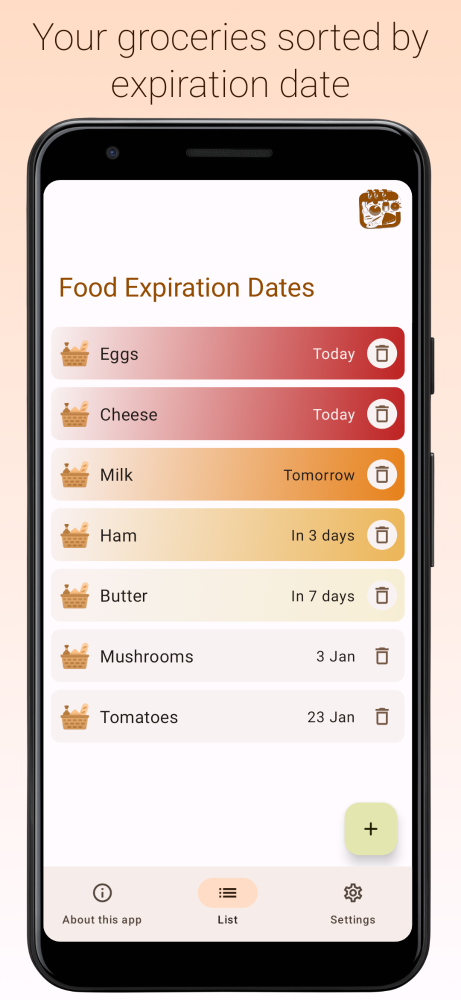 Your groceries sorted by
expiration date
Food Expiration Dates
Eggs Today
Cheese Today
Milk Tomorrow
Ham In 3 days
Butter In 7 days
Mushrooms 3 Jan
Tomatoes 23 Jan
+
About this app List Settings